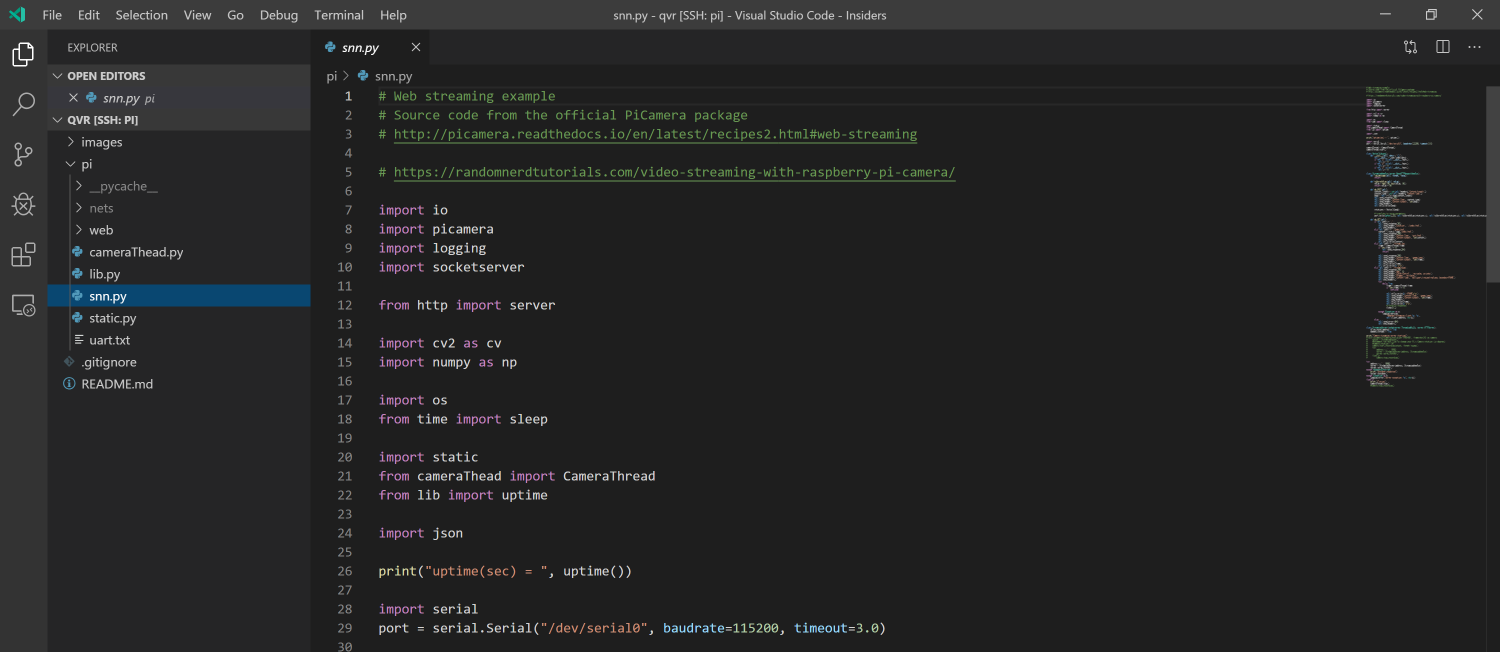 File Edit Selection View Go Debug Terminal Help
snn.py - qvr [SSH: pi] - Visual Studio Code - Insiders
EXPLORER
OPEN EDITORS
snn.py pi
QVR [SSH: PI]
images
pi
__pycache__
nets
web
cameraThead.py
lib.py
snn.py
static.py
uart.txt
.gitignore
README.md
snn.py
pi > snn.py
1 # Web streaming example
2 # Source code from the official PiCamera package
3 # http://picamera.readthedocs.io/en/latest/recipes2.html#web-streaming
4
5 # https://randomnerdtutorials.com/video-streaming-with-raspberry-pi-camera/
6
7 import io
8 import picamera
9 import logging
10 import socketserver
11
12 from http import server
13
14 import cv2 as cv
15 import numpy as np
16
17 import os
18 from time import sleep
19
20 import static
21 from cameraThead import CameraThread
22 from lib import uptime
23
24 import json
25
26 print("uptime(sec) = ", uptime())
27
28 import serial
29 port = serial.Serial("/dev/serial0", baudrate=115200, timeout=3.0)
30